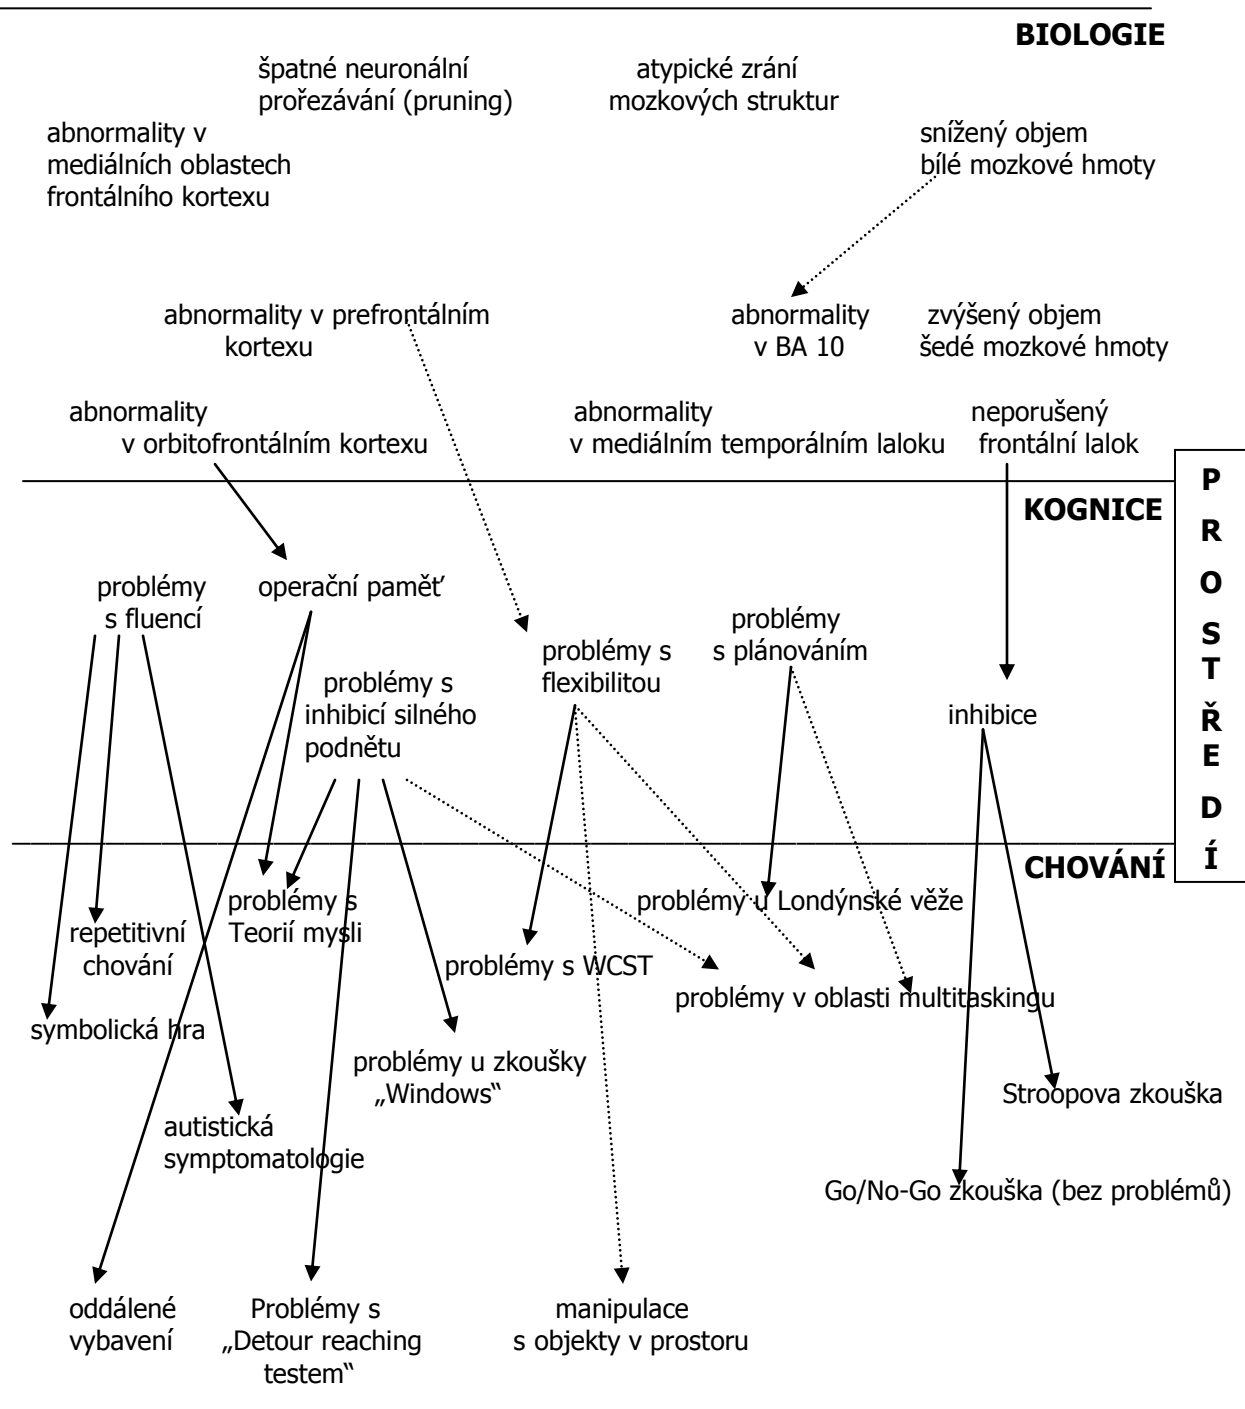 BIOLOGIE
špatné neuronální
prořezávání (pruning)
atypické zrání
mozkových struktur
abnormality v
mediálních oblastech
frontálního kortexu
snížený objem
bílé mozkové hmoty
abnormality v prefrontálním
kortexu
abnormality
v BA 10
zvýšený objem
šedé mozkové hmoty
abnormality
v orbitofrontálním kortexu
abnormality
v mediálním temporálním laloku
neporušený
frontální lalok
P
R
O
S
T
Ř
E
D
Í
KOGNICE
problémy
s fluencí
operační paměť
problémy s
inhibicí silného
podnětu
problémy s
flexibilitou
problémy
s plánováním
inhibice
CHOVÁNÍ
problémy s
Teorií mysli
problémy u Londýnské věže
repetitivní
chování
problémy s WCST
problémy v oblasti multitaskingu
symbolická hra
problémy u zkoušky
„Windows“
Stroopova zkouška
autistická
symptomatologie
Go/No-Go zkouška (bez problémů)
oddálené
vybavení
Problémy s
„Detour reaching
testem“
manipulace
s objekty v prostoru